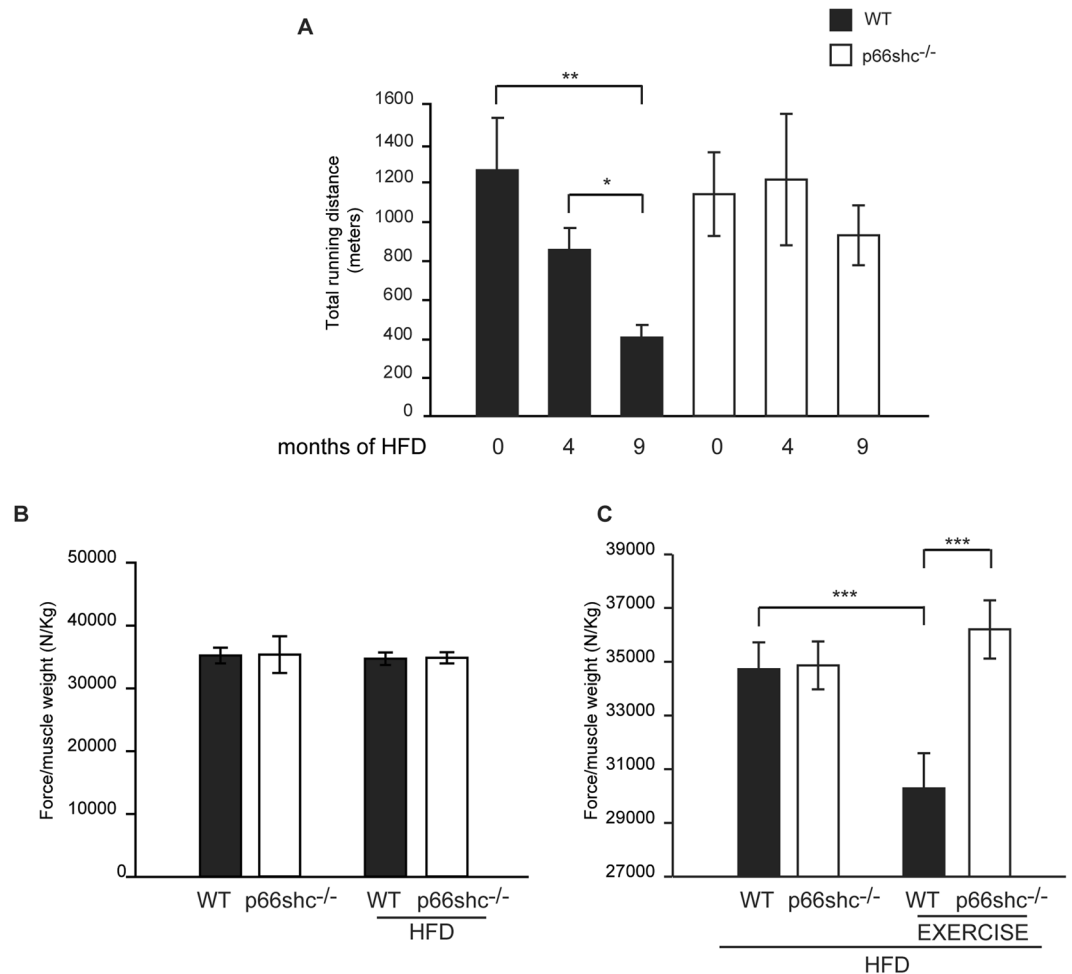 A
WT
p66shc-/-
**
*
Total running distance
(meters)
1600
1400
1200
1000
800
600
400
200
0
months of HFD 0 4 9 0 4 9
B
Force/muscle weight (N/Kg)
50000
40000
30000
20000
10000
0
WT p66shc-/- WT p66shc-/-
HFD
C
***
***
Force/muscle weight (N/Kg)
39000
37000
35000
33000
31000
29000
27000
WT p66shc-/- WT p66shc-/-
EXERCISE
HFD